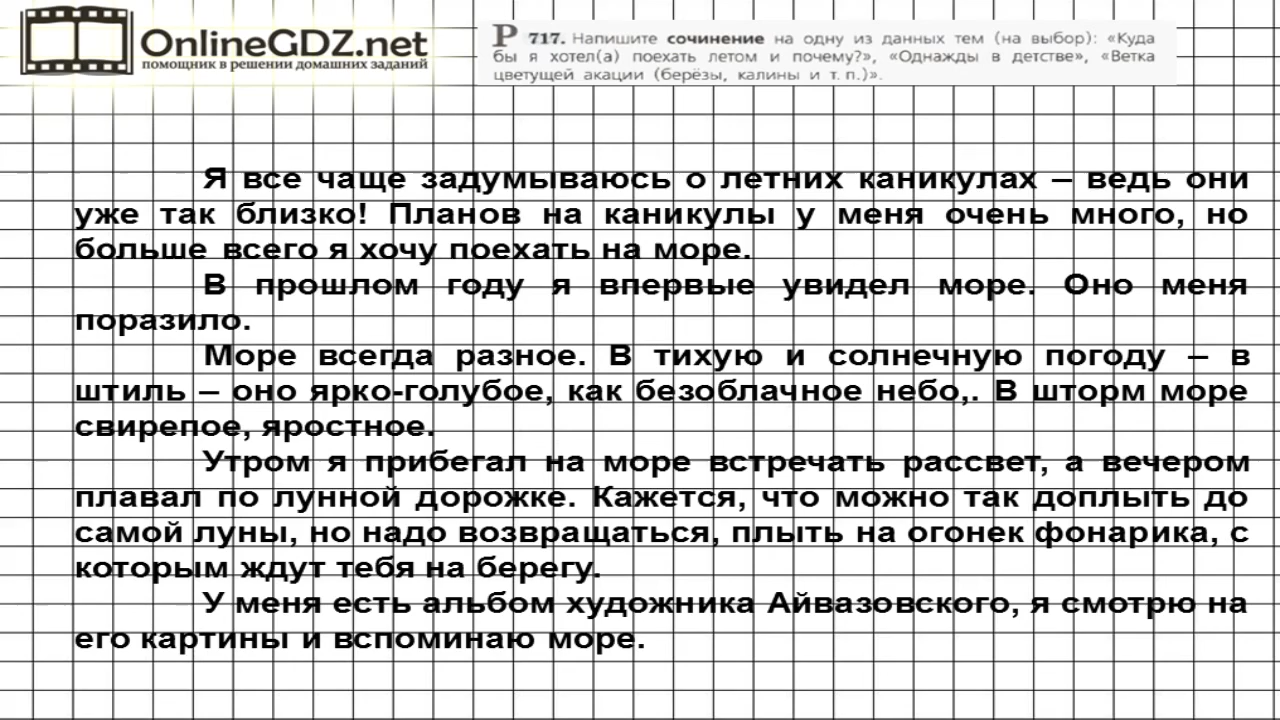 OnlineGDZ.net
помощник в решении домашних заданий
Р 717. Напишите сочинение на одну из данных тем (на выбор): «Куда
бы я хотел(а) поехать летом и почему?», «Однажды в детстве», «Ветка
цветущей акации (берёзы, калины и т. п.)».
Я все чаще задумываюсь о летних каникулах – ведь они
уже так близко! Планов на каникулы у меня очень много, но
больше всего я хочу поехать на море.
В прошлом году я впервые увидел море. Оно меня
поразило.
Море всегда разное. В тихую и солнечную погоду – в
штиль – оно ярко-голубое, как безоблачное небо,. В шторм море
свирепое, яростное.
Утром я прибегал на море встречать рассвет, а вечером
плавал по лунной дорожке. Кажется, что можно так доплыть до
самой луны, но надо возвращаться, плыть на огонек фонарика, с
которым ждут тебя на берегу.
У меня есть альбом художника Айвазовского, я смотрю на
его картины и вспоминаю море.